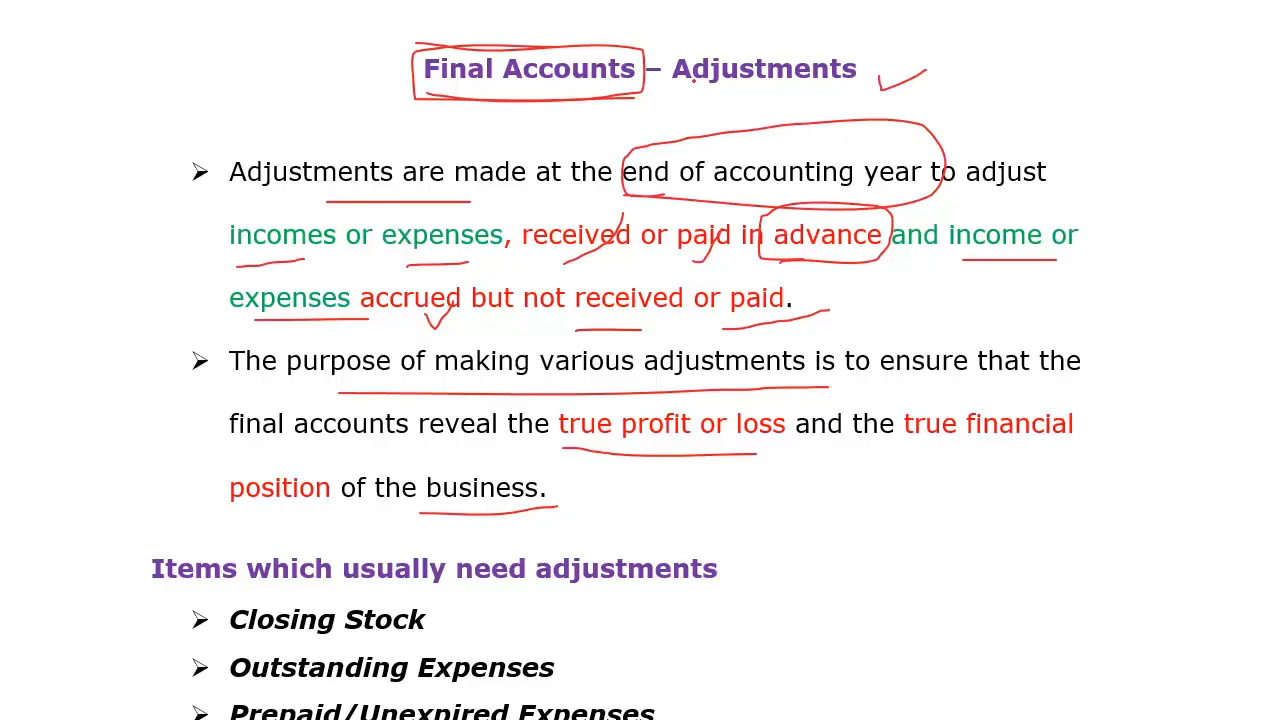 Final Accounts – Adjustments
➢ Adjustments are made at the end of accounting year to adjust
incomes or expenses, received or paid in advance and income or
expenses accrued but not received or paid.
➢ The purpose of making various adjustments is to ensure that the
final accounts reveal the true profit or loss and the true financial
position of the business.
Items which usually need adjustments
➢ Closing Stock
➢ Outstanding Expenses
➢ Prepaid/Unexpired Expenses